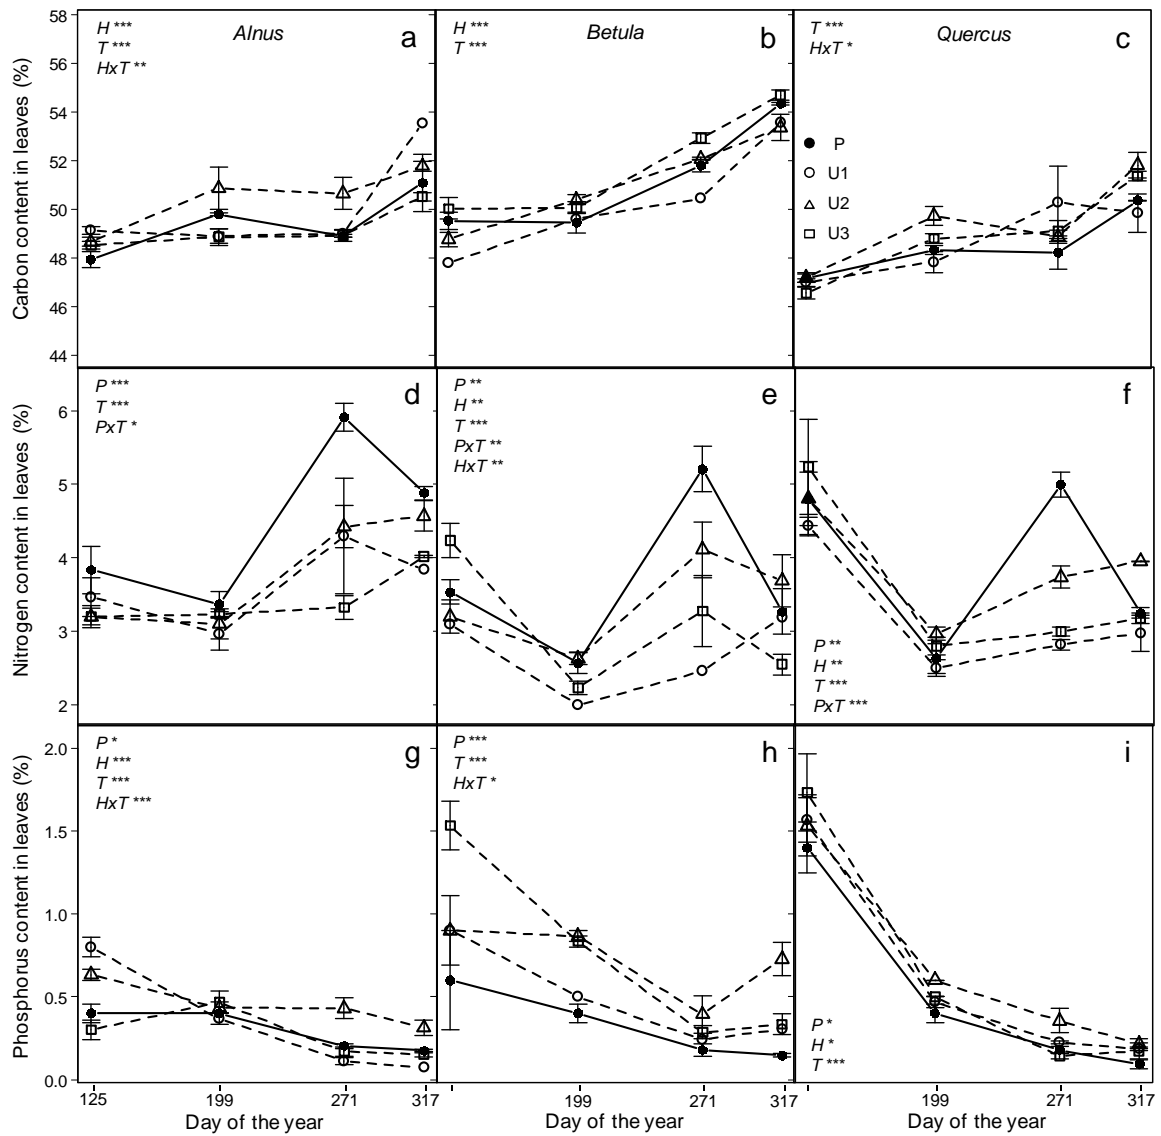 Carbon content in leaves (%)
58
56
54
52
50
48
46
44
H ***
T ***
HxT **
Alnus
a
H ***
T ***
Betula
b
T ***
HxT *
Quercus
c
P
U1
U2
U3
Nitrogen content in leaves (%)
6
5
4
3
2
P ***
T ***
PxT *
d
P **
H **
T ***
PxT **
HxT **
e
f
P **
H **
T ***
PxT ***
Phosphorus content in leaves (%)
2.0
1.5
1.0
0.5
0.0
P *
H ***
T ***
HxT ***
g
P ***
T ***
HxT *
h
i
P *
H *
T ***
125 199 271 317
199 271 317
199 271 317
Day of the year
Day of the year
Day of the year